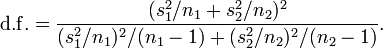 d.f. = \frac{(s_1^2/n_1 + s_2^2/n_2)^2}{(s_1^2/n_1)^2/(n_1 - 1) + (s_2^2/n_2)^2/(n_2 - 1)}.